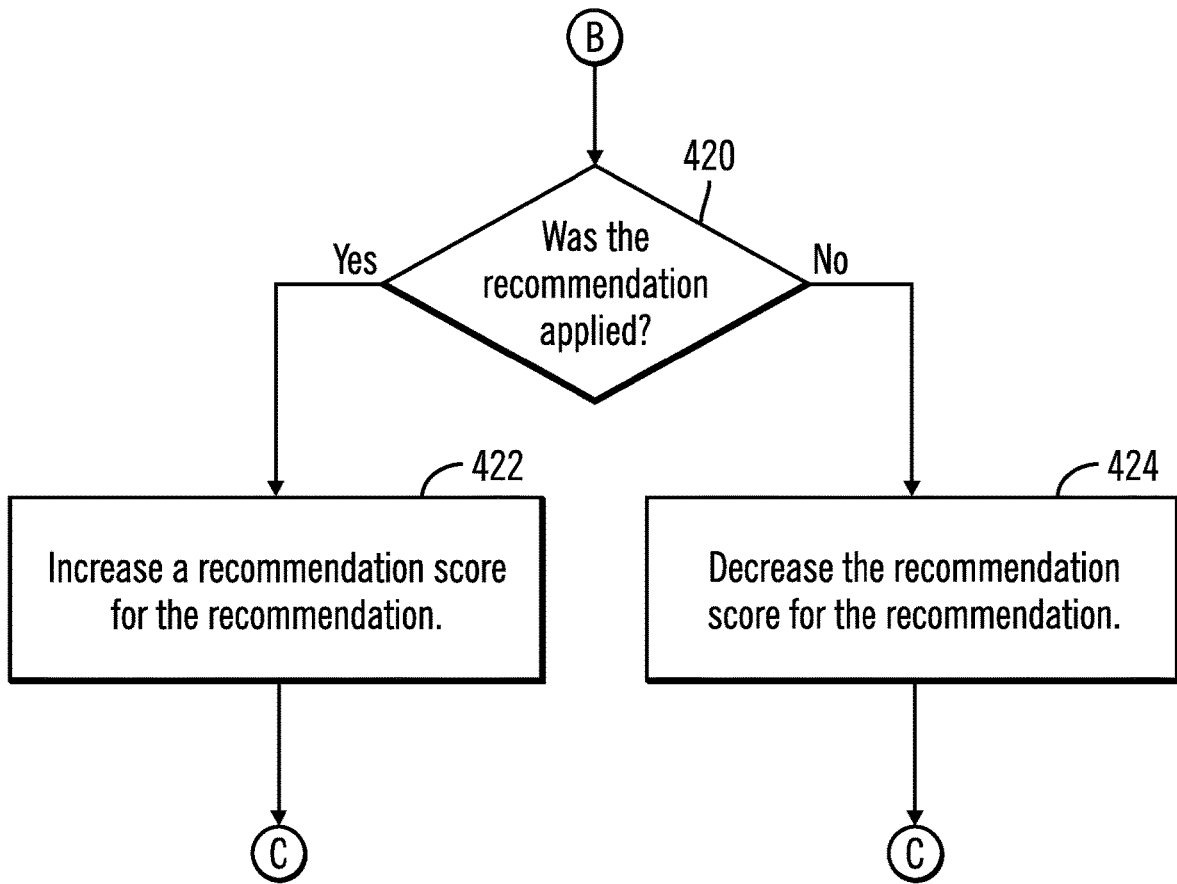 B
420
Was the
recommendation
applied?
Yes
No
422
Increase a recommendation score
for the recommendation.
424
Decrease the recommendation
score for the recommendation.
C
C